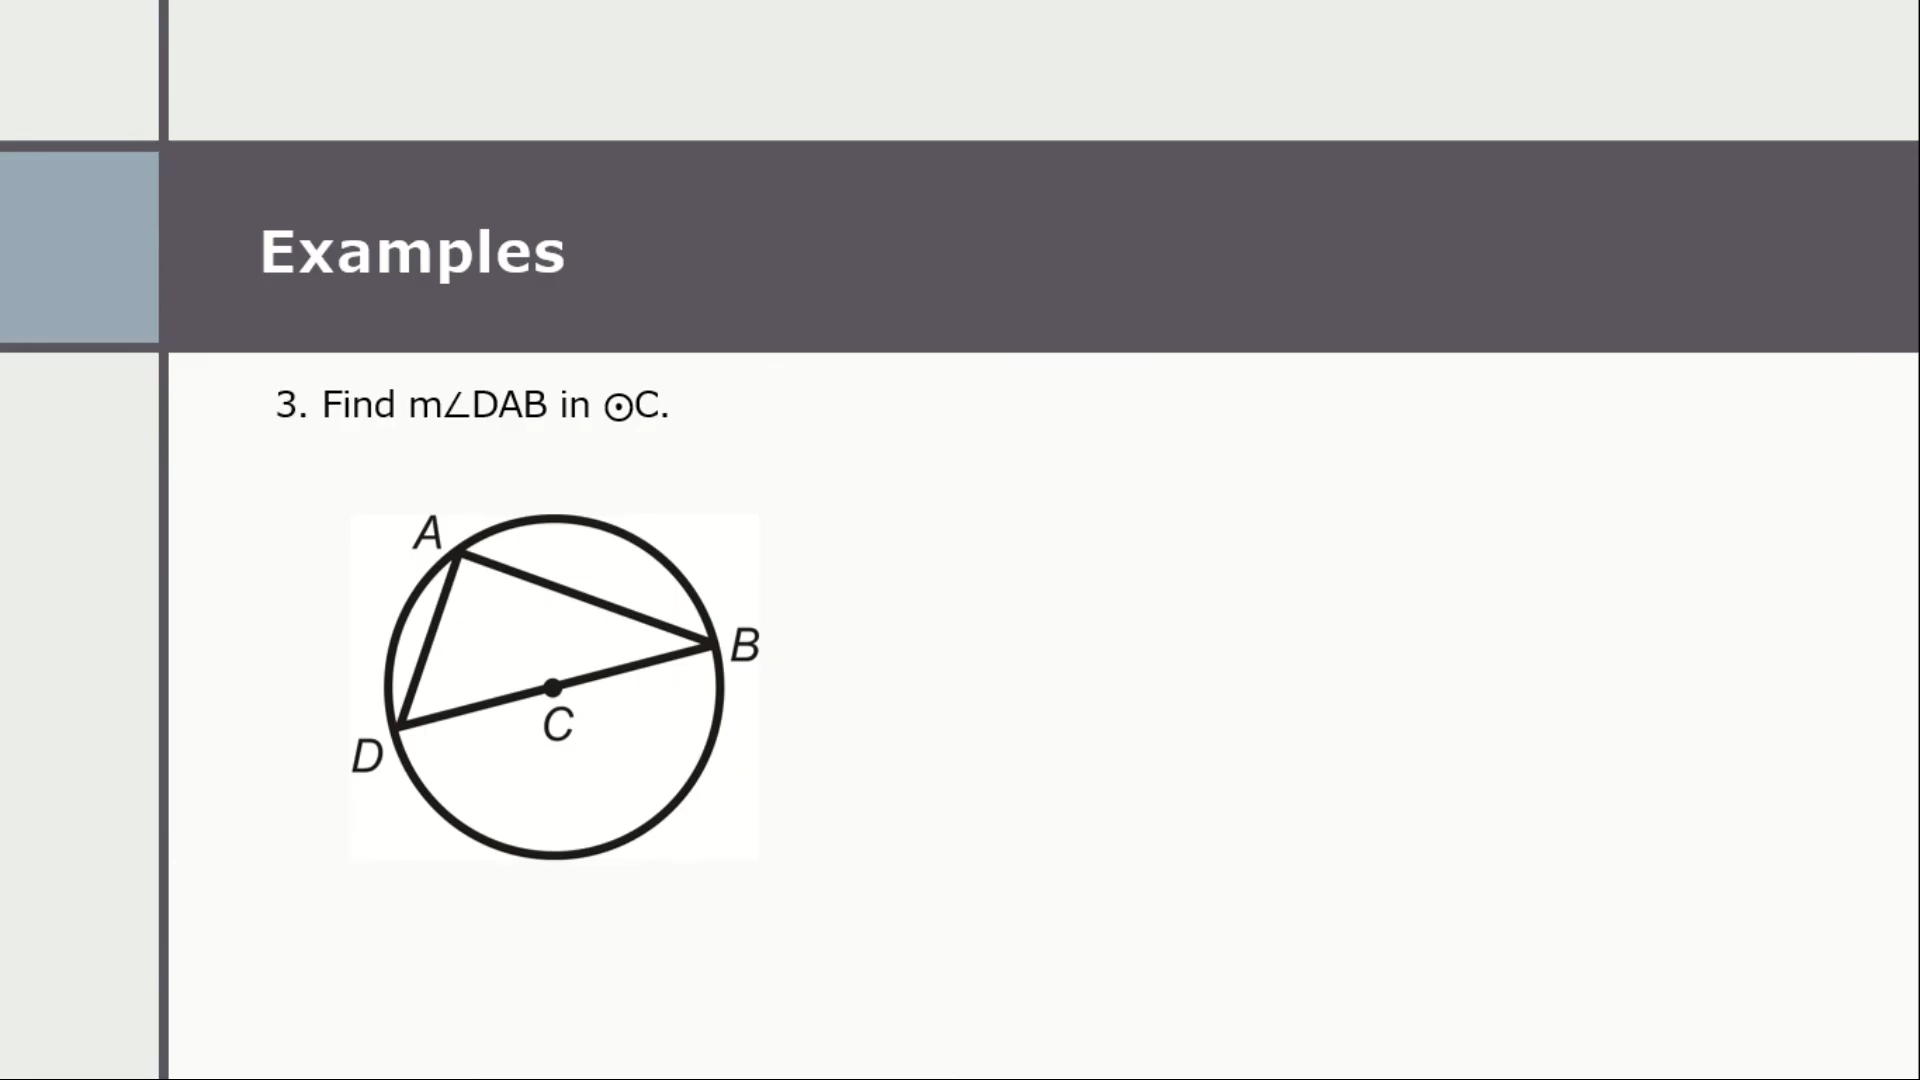 Examples
3. Find m∠DAB in ⊙C.
A
B
C
D